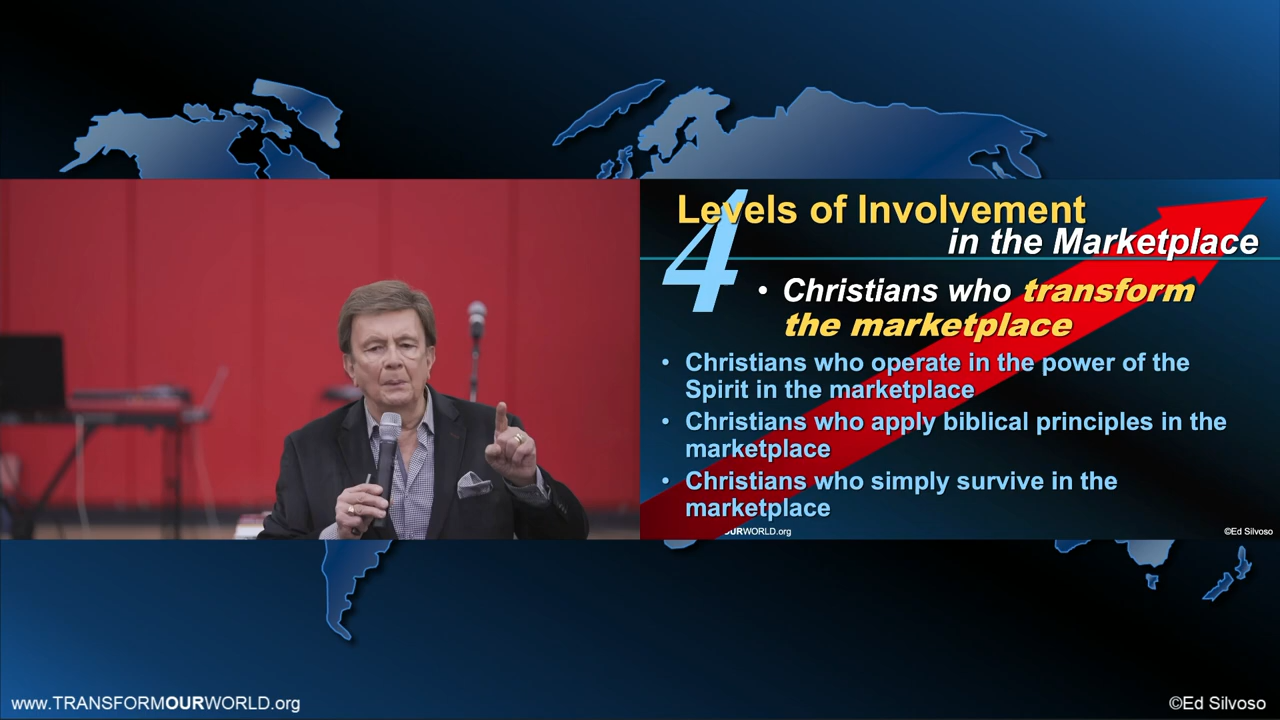 4 Levels of Involvement
in the Marketplace
• Christians who transform
the marketplace
• Christians who operate in the power of the
Spirit in the marketplace
• Christians who apply biblical principles in the
marketplace
• Christians who simply survive in the
marketplace
OURWORLD.org
©Ed Silvoso
www.TRANSFORMOURWORLD.org
©Ed Silvoso